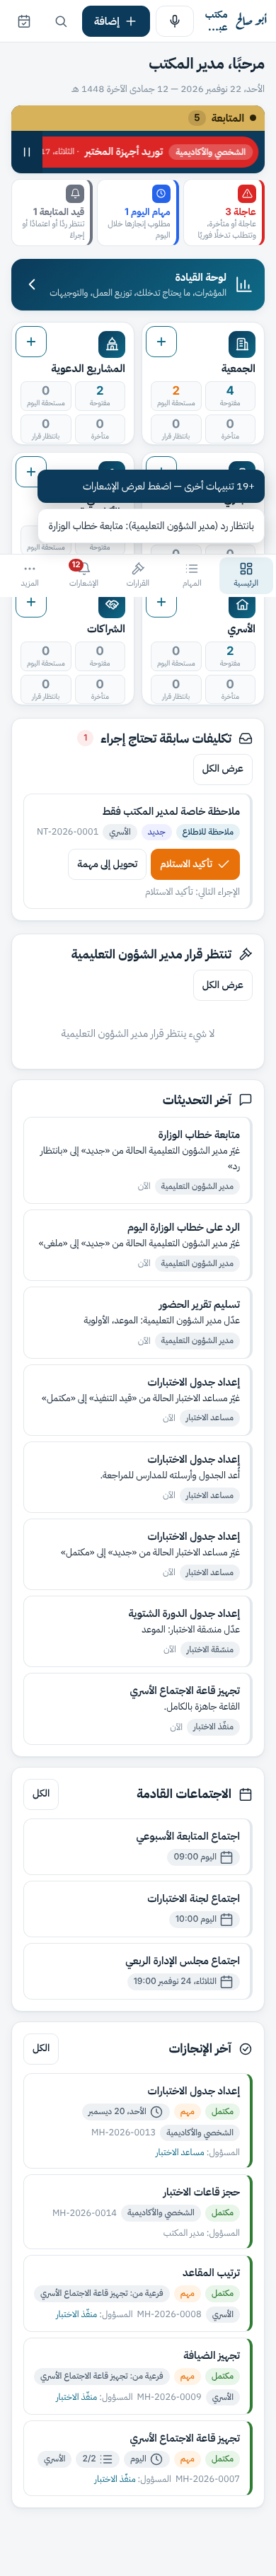 أبو صالح
مكتب عبـ...
إضافة
مرحبًا، مدير المكتب
الأحد، 22 نوفمبر 2026 — 12 جمادى الآخرة 1448 هـ
المتابعة 5
الشخصي والأكاديمية توريد أجهزة المختبر · الثلاثاء، 17
عاجلة 3
عاجلة أو متأخرة، وتتطلب تدخلًا فوريًا
مهام اليوم 1
مطلوب إنجازها خلال اليوم
قيد المتابعة 1
تنتظر ردًا أو اعتمادًا أو إجراءً
لوحة القيادة
المؤشرات، ما يحتاج تدخلك، توزيع العمل، والتوجيهات
الجمعية
4 مفتوحة
2 مستحقة اليوم
0 متأخرة
0 بانتظار قرار
المشاريع الدعوية
2 مفتوحة
0 مستحقة اليوم
0 متأخرة
0 بانتظار قرار
+19 تنبيهات أخرى — اضغط لعرض الإشعارات
بانتظار رد (مدير الشؤون التعليمية): متابعة خطاب الوزارة
الرئيسية
المهام
القرارات
12
الإشعارات
المزيد
الأسري
2 مفتوحة
0 مستحقة اليوم
0 متأخرة
0 بانتظار قرار
الشراكات
0 مفتوحة
0 مستحقة اليوم
0 متأخرة
0 بانتظار قرار
تكليفات سابقة تحتاج إجراء 1
عرض الكل
ملاحظة خاصة لمدير المكتب فقط
ملاحظة للاطلاع جديد الأسري NT-2026-0001
تأكيد الاستلام
تحويل إلى مهمة
الإجراء التالي: تأكيد الاستلام
تنتظر قرار مدير الشؤون التعليمية
عرض الكل
لا شيء ينتظر قرار مدير الشؤون التعليمية
آخر التحديثات
متابعة خطاب الوزارة
غيّر مدير الشؤون التعليمية الحالة من «جديد» إلى «بانتظار رد»
مدير الشؤون التعليمية الآن
الرد على خطاب الوزارة اليوم
غيّر مدير الشؤون التعليمية الحالة من «جديد» إلى «ملغى»
مدير الشؤون التعليمية الآن
تسليم تقرير الحضور
عدّل مدير الشؤون التعليمية: الموعد، الأولوية
مدير الشؤون التعليمية الآن
إعداد جدول الاختبارات
غيّر مساعد الاختبار الحالة من «قيد التنفيذ» إلى «مكتمل»
مساعد الاختبار الآن
إعداد جدول الاختبارات
أُعد الجدول وأرسلته للمدارس للمراجعة.
مساعد الاختبار الآن
إعداد جدول الاختبارات
غيّر مساعد الاختبار الحالة من «جديد» إلى «مكتمل»
مساعد الاختبار الآن
إعداد جدول الدورة الشتوية
عدّل منسّقة الاختبار: الموعد
منسّقة الاختبار الآن
تجهيز قاعة الاجتماع الأسري
القاعة جاهزة بالكامل.
منفّذ الاختبار الآن
الاجتماعات القادمة
الكل
اجتماع المتابعة الأسبوعي
اليوم 09:00
اجتماع لجنة الاختبارات
اليوم 10:00
اجتماع مجلس الإدارة الربعي
الثلاثاء، 24 نوفمبر 19:00
آخر الإنجازات
الكل
إعداد جدول الاختبارات
مكتمل مهم الأحد، 20 ديسمبر
الشخصي والأكاديمية MH-2026-0013
المسؤول: مساعد الاختبار
حجز قاعات الاختبار
مكتمل الشخصي والأكاديمية MH-2026-0014
المسؤول: مدير المكتب
ترتيب المقاعد
مكتمل مهم فرعية من: تجهيز قاعة الاجتماع الأسري
الأسري MH-2026-0008 المسؤول: منفّذ الاختبار
تجهيز الضيافة
مكتمل مهم فرعية من: تجهيز قاعة الاجتماع الأسري
الأسري MH-2026-0009 المسؤول: منفّذ الاختبار
تجهيز قاعة الاجتماع الأسري
مكتمل مهم اليوم 2/2 الأسري
MH-2026-0007 المسؤول: منفّذ الاختبار